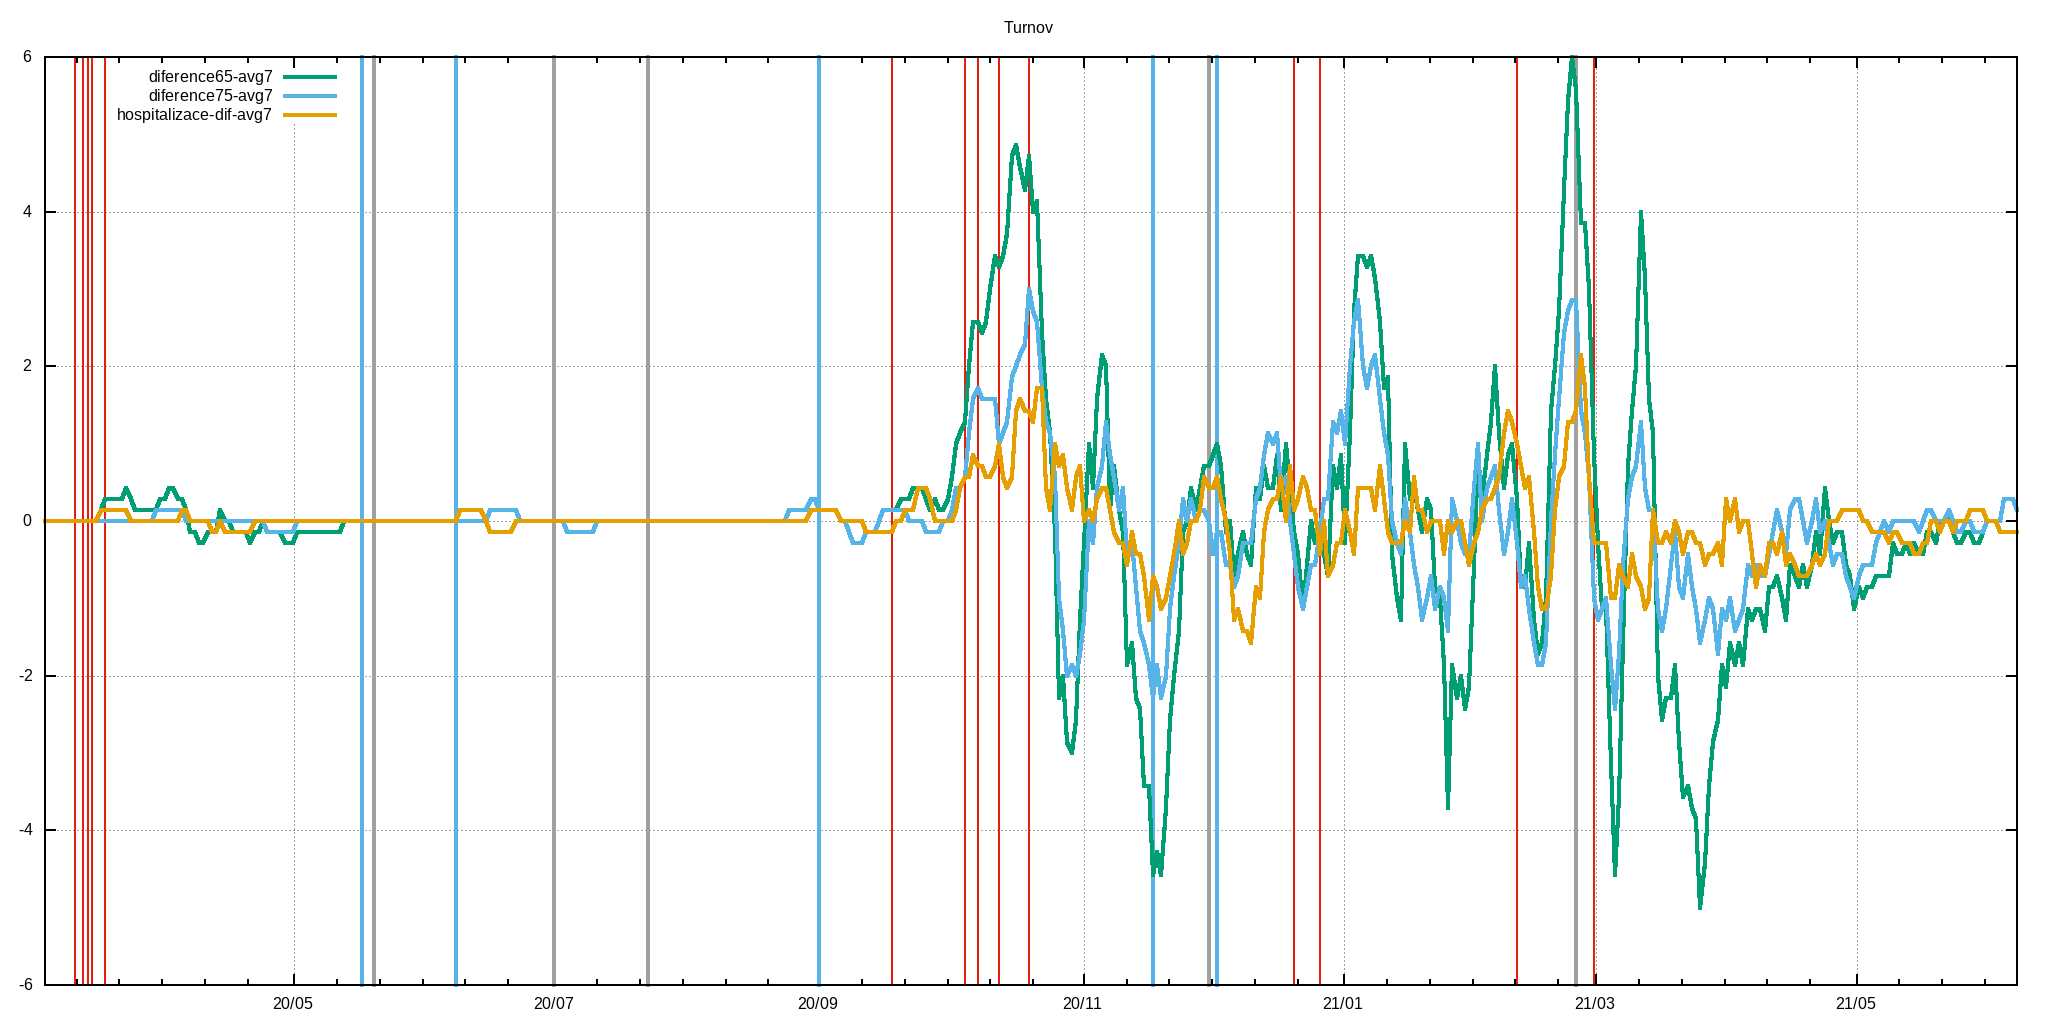 Turnov
6
diference65-avg7
diference75-avg7
hospitalizace-dif-avg7
4
2
0
-2
-4
-6
20/05 20/07 20/09 20/11 21/01 21/03 21/05